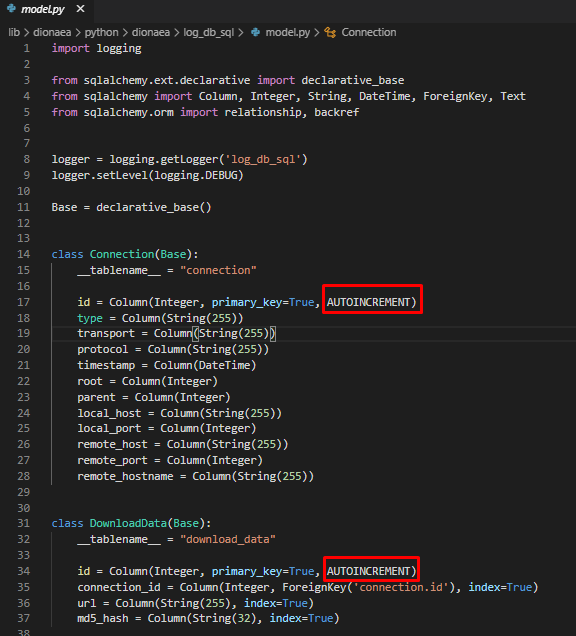 model.py ×
lib > dionaea > python > dionaea > log_db_sql > model.py > Connection
1 import logging
2
3 from sqlalchemy.ext.declarative import declarative_base
4 from sqlalchemy import Column, Integer, String, DateTime, ForeignKey, Text
5 from sqlalchemy.orm import relationship, backref
6
7
8 logger = logging.getLogger('log_db_sql')
9 logger.setLevel(logging.DEBUG)
10
11 Base = declarative_base()
12
13
14 class Connection(Base):
15     __tablename__ = "connection"
16
17     id = Column(Integer, primary_key=True, AUTOINCREMENT)
18     type = Column(String(255))
19     transport = Column(String(255))
20     protocol = Column(String(255))
21     timestamp = Column(DateTime)
22     root = Column(Integer)
23     parent = Column(Integer)
24     local_host = Column(String(255))
25     local_port = Column(Integer)
26     remote_host = Column(String(255))
27     remote_port = Column(Integer)
28     remote_hostname = Column(String(255))
29
30
31 class DownloadData(Base):
32     __tablename__ = "download_data"
33
34     id = Column(Integer, primary_key=True, AUTOINCREMENT)
35     connection_id = Column(Integer, ForeignKey('connection.id'), index=True)
36     url = Column(String(255), index=True)
37     md5_hash = Column(String(32), index=True)
38